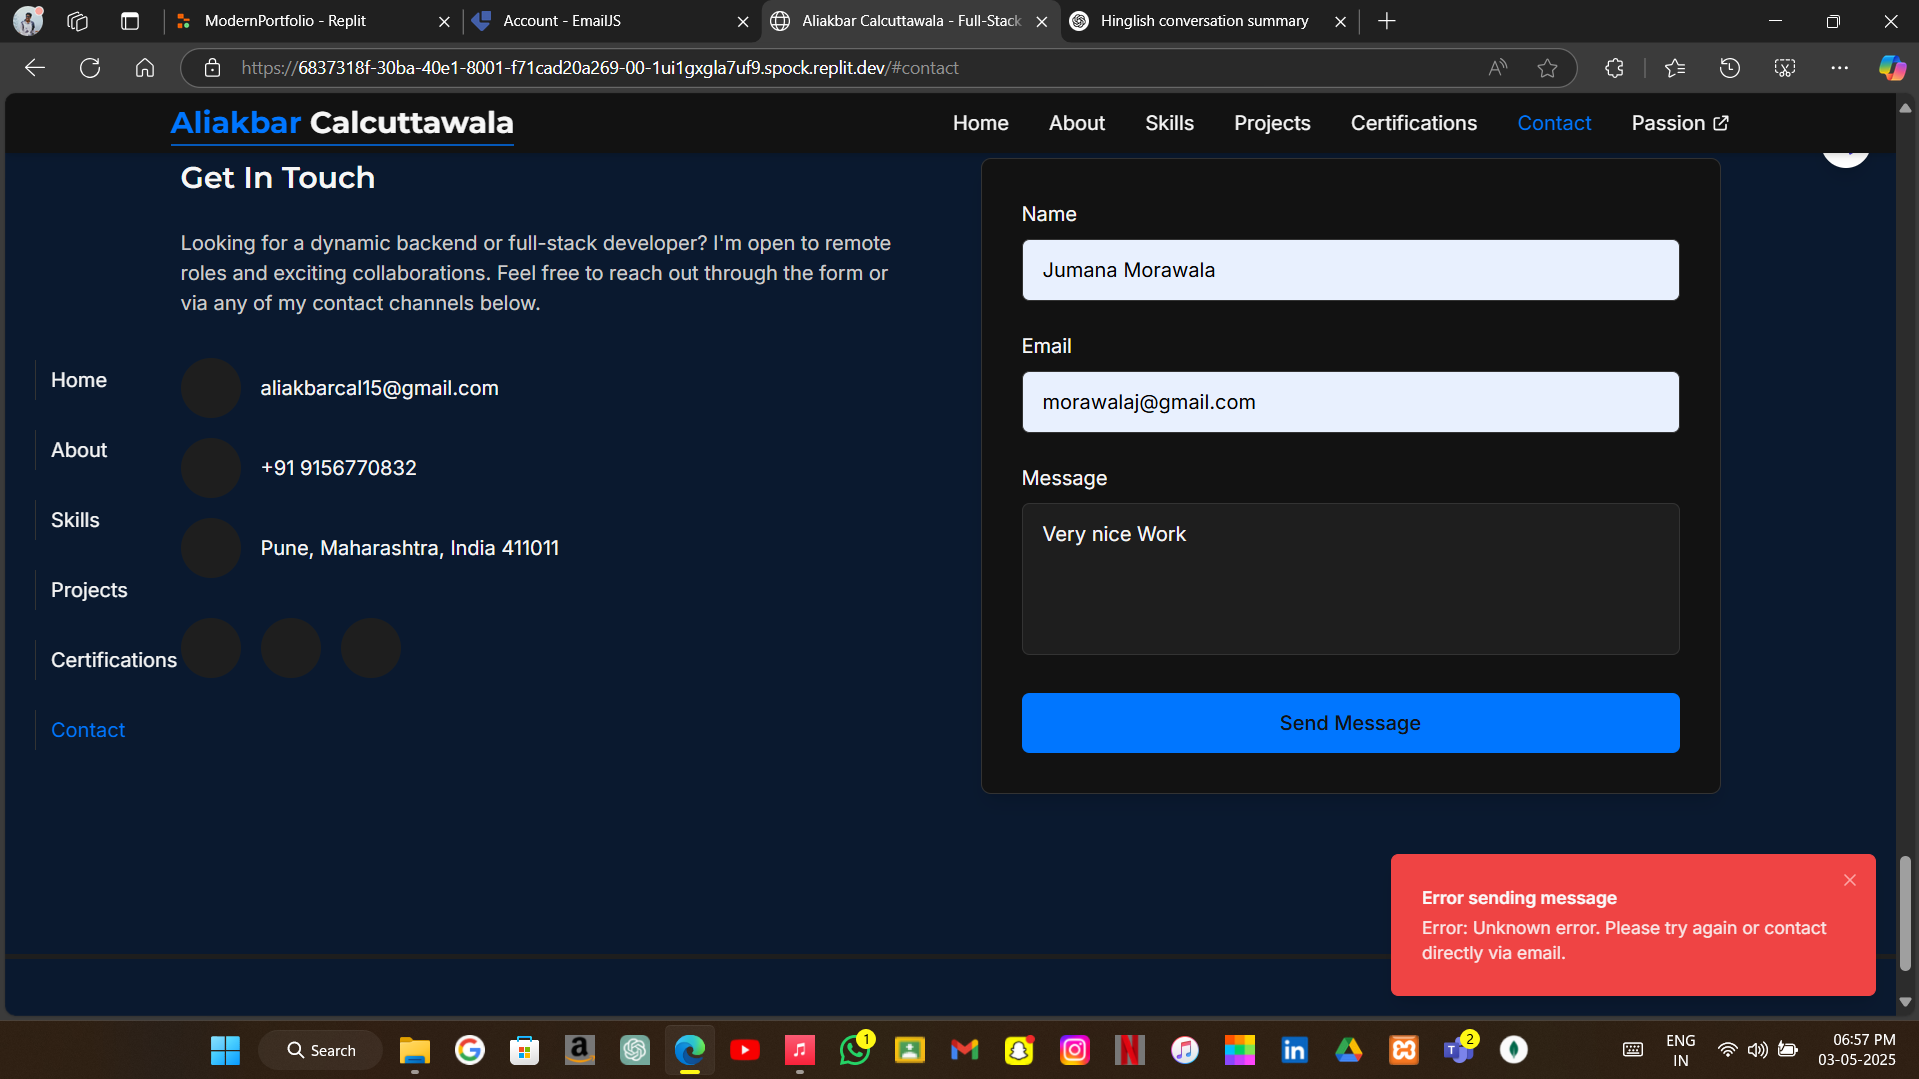 ModernPortfolio - Replit
Account - EmailJS
Aliakbar Calcuttawala - Full-Stack
Hinglish conversation summary
https://6837318f-30ba-40e1-8001-f71cad20a269-00-1ui1gxgla7uf9.spock.replit.dev/#contact
Aliakbar Calcuttawala
Home
About
Skills
Projects
Certifications
Contact
Passion
Get In Touch
Looking for a dynamic backend or full-stack developer? I'm open to remote
roles and exciting collaborations. Feel free to reach out through the form or
via any of my contact channels below.
Home
About
Skills
Projects
Certifications
Contact
aliakbarcal15@gmail.com
+91 9156770832
Pune, Maharashtra, India 411011
Name
Jumana Morawala
Email
morawalaj@gmail.com
Message
Very nice Work
Send Message
Error sending message
Error: Unknown error. Please try again or contact
directly via email.
Search
1
2
ENG
IN
06:57 PM
03-05-2025